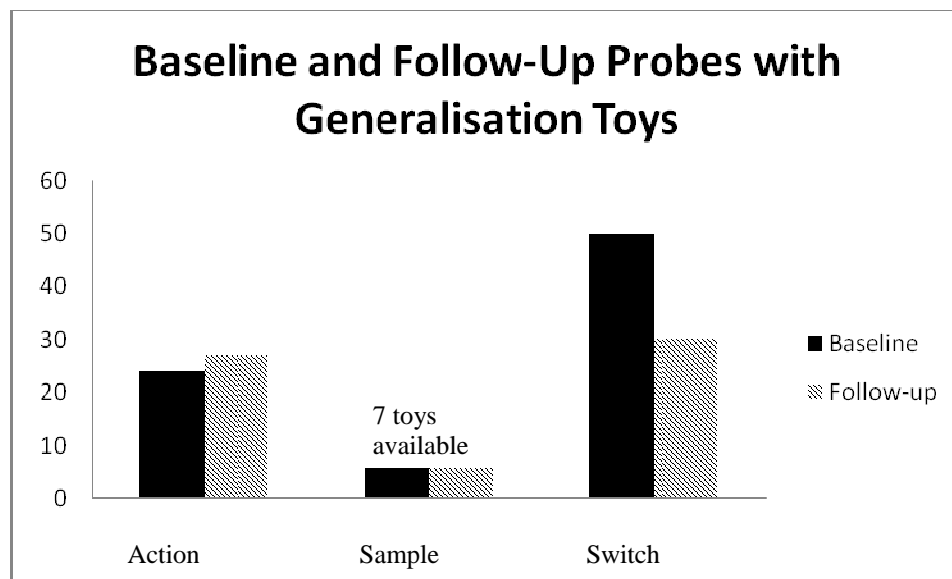 Baseline and Follow-Up Probes with
Generalisation Toys
60
50
40
30
20
10
0
7 toys
available
Baseline
Follow-up
Action
Sample
Switch